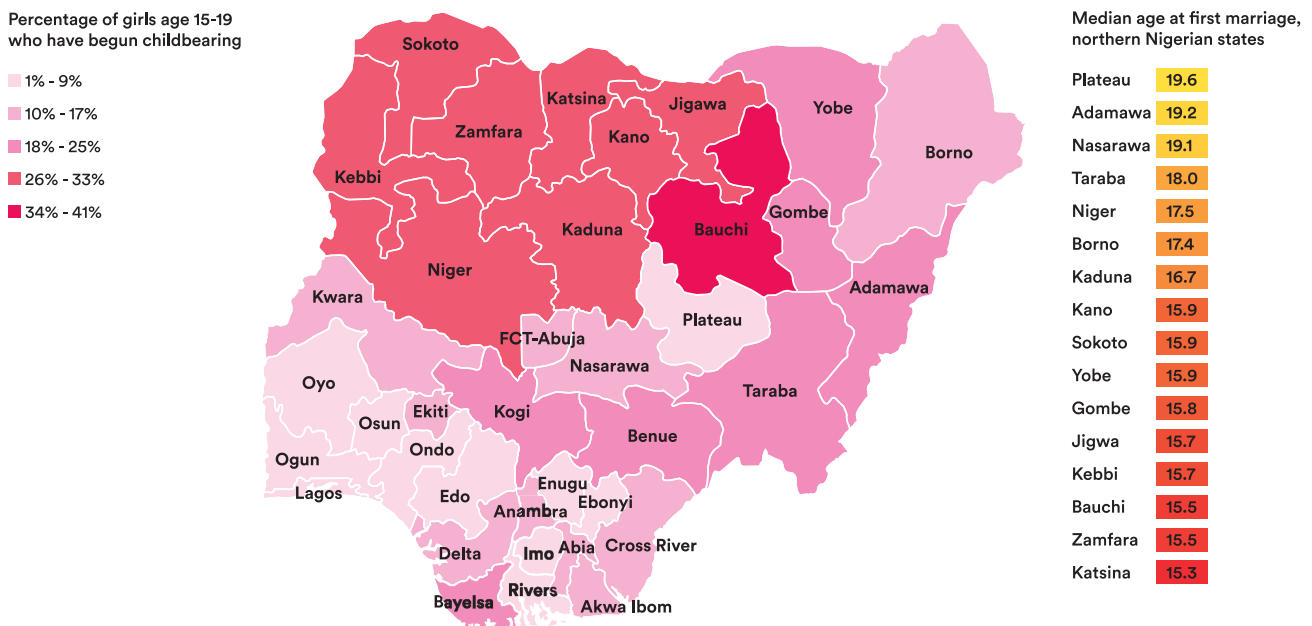 Percentage of girls age 15-19
who have begun childbearing
1% - 9%
10% - 17%
18% - 25%
26% - 33%
34% - 41%
Sokoto
Katsina
Jigawa
Yobe
Zamfara
Kano
Borno
Kebbi
Gombe
Kaduna
Bauchi
Niger
Adamawa
Kwara
Plateau
FCT-Abuja
Nasarawa
Oyo
Taraba
Ekiti
Kogi
Osun
Benue
Ondo
Ogun
Enugu
Lagos
Edo
Ebonyi
Anambra
Delta
Imo
Abia
Cross River
Rivers
Bayelsa
Akwa Ibom
Median age at first marriage,
northern Nigerian states
Plateau 19.6
Adamawa 19.2
Nasarawa 19.1
Taraba 18.0
Niger 17.5
Borno 17.4
Kaduna 16.7
Kano 15.9
Sokoto 15.9
Yobe 15.9
Gombe 15.8
Jigwa 15.7
Kebbi 15.7
Bauchi 15.5
Zamfara 15.5
Katsina 15.3